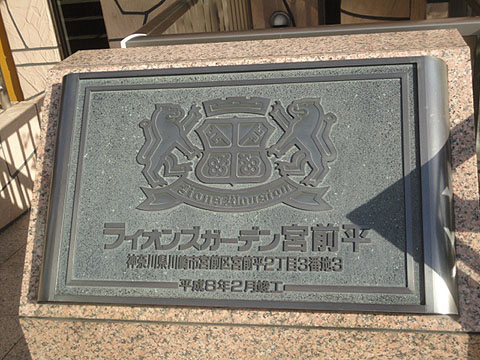 Lions Mansion
ライオンズガーデン宮前平
神奈川県川崎市宮前区宮前平2丁目3番地3
平成8年2月竣工